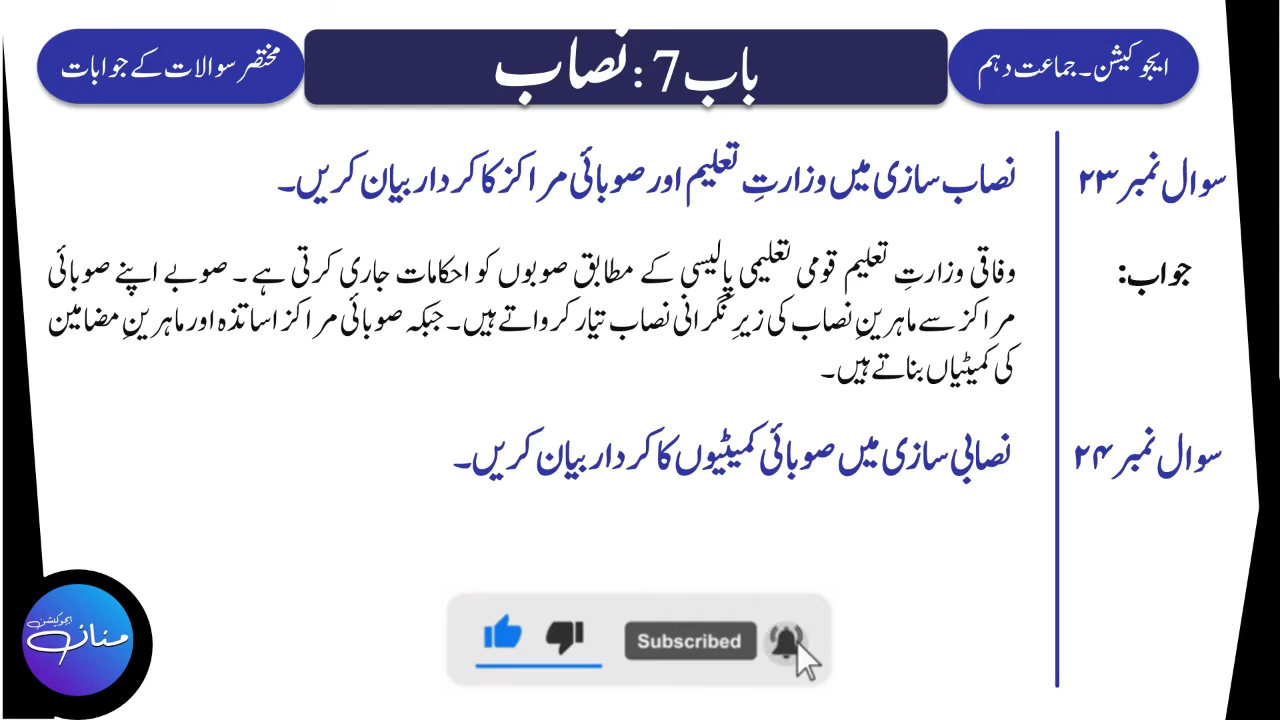 ایجوکیشن۔جماعت دہم
باب 7 : نصاب
مختصر سوالات کے جوابات
سوال نمبر ۲۳
نصاب سازی میں وزارتِ تعلیم اور صوبائی مراکز کا کردار بیان کریں۔
جواب:
وفاقی وزارتِ تعلیم قومی تعلیمی پالیسی کے مطابق صوبوں کو احکامات جاری کرتی ہے۔ صوبے اپنے صوبائی
مراکز سے ماہرینِ نصاب کی زیرِ نگرانی نصاب تیار کرواتے ہیں۔ جبکہ صوبائی مراکز اساتذہ اور ماہرینِ مضامین
کی کمیٹیاں بناتے ہیں۔
سوال نمبر ۲۴
نصابی سازی میں صوبائی کمیٹیوں کا کردار بیان کریں۔
Subscribed
ایجوکیشن